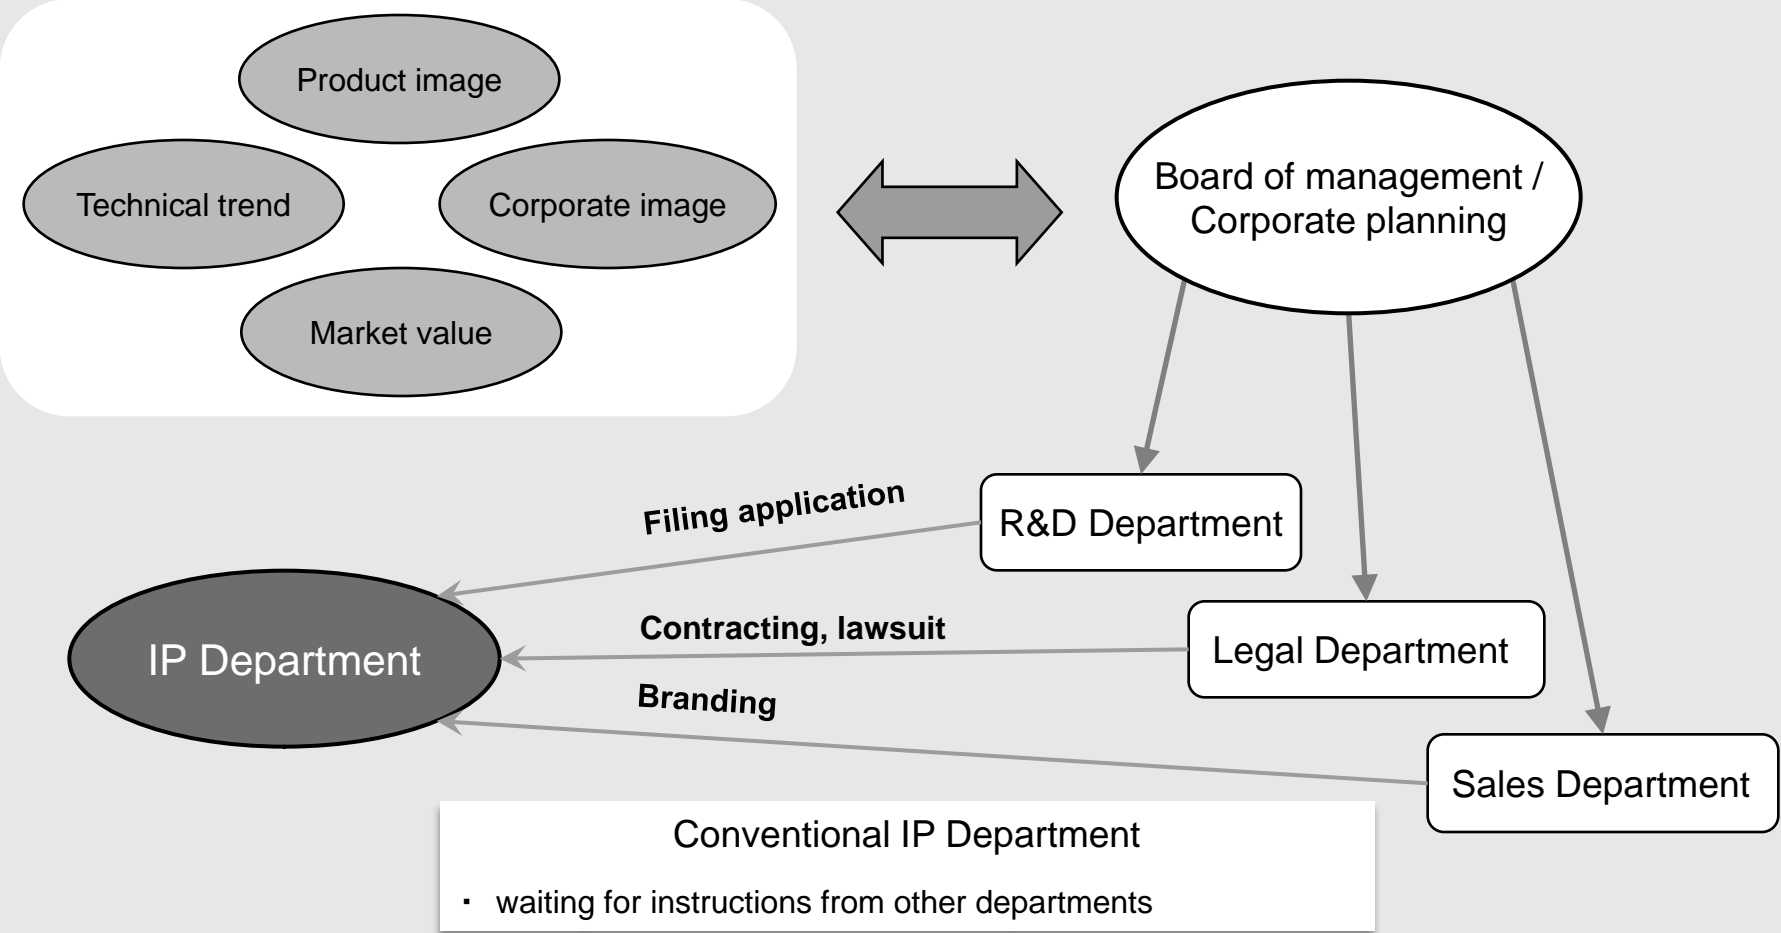 Product image
Technical trend
Corporate image
Market value
Board of management /
Corporate planning
R&D Department
Filing application
Legal Department
Contracting, lawsuit
IP Department
Branding
Sales Department
Conventional IP Department
· waiting for instructions from other departments